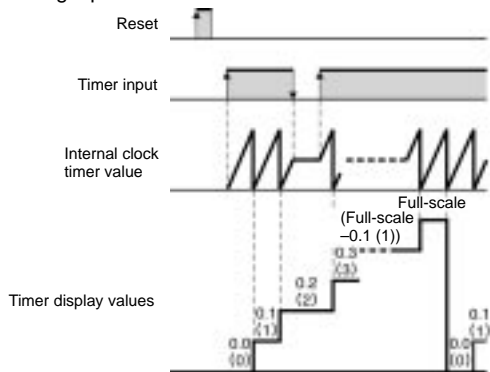 Reset
Timer input
Internal clock
timer value
Full-scale
(Full-scale
–0.1 (1))
0.3
(3)
0.2
(2)
Timer display values
0.1
(1)
0.1
(1)
0.0
(0)
0.0
(0)